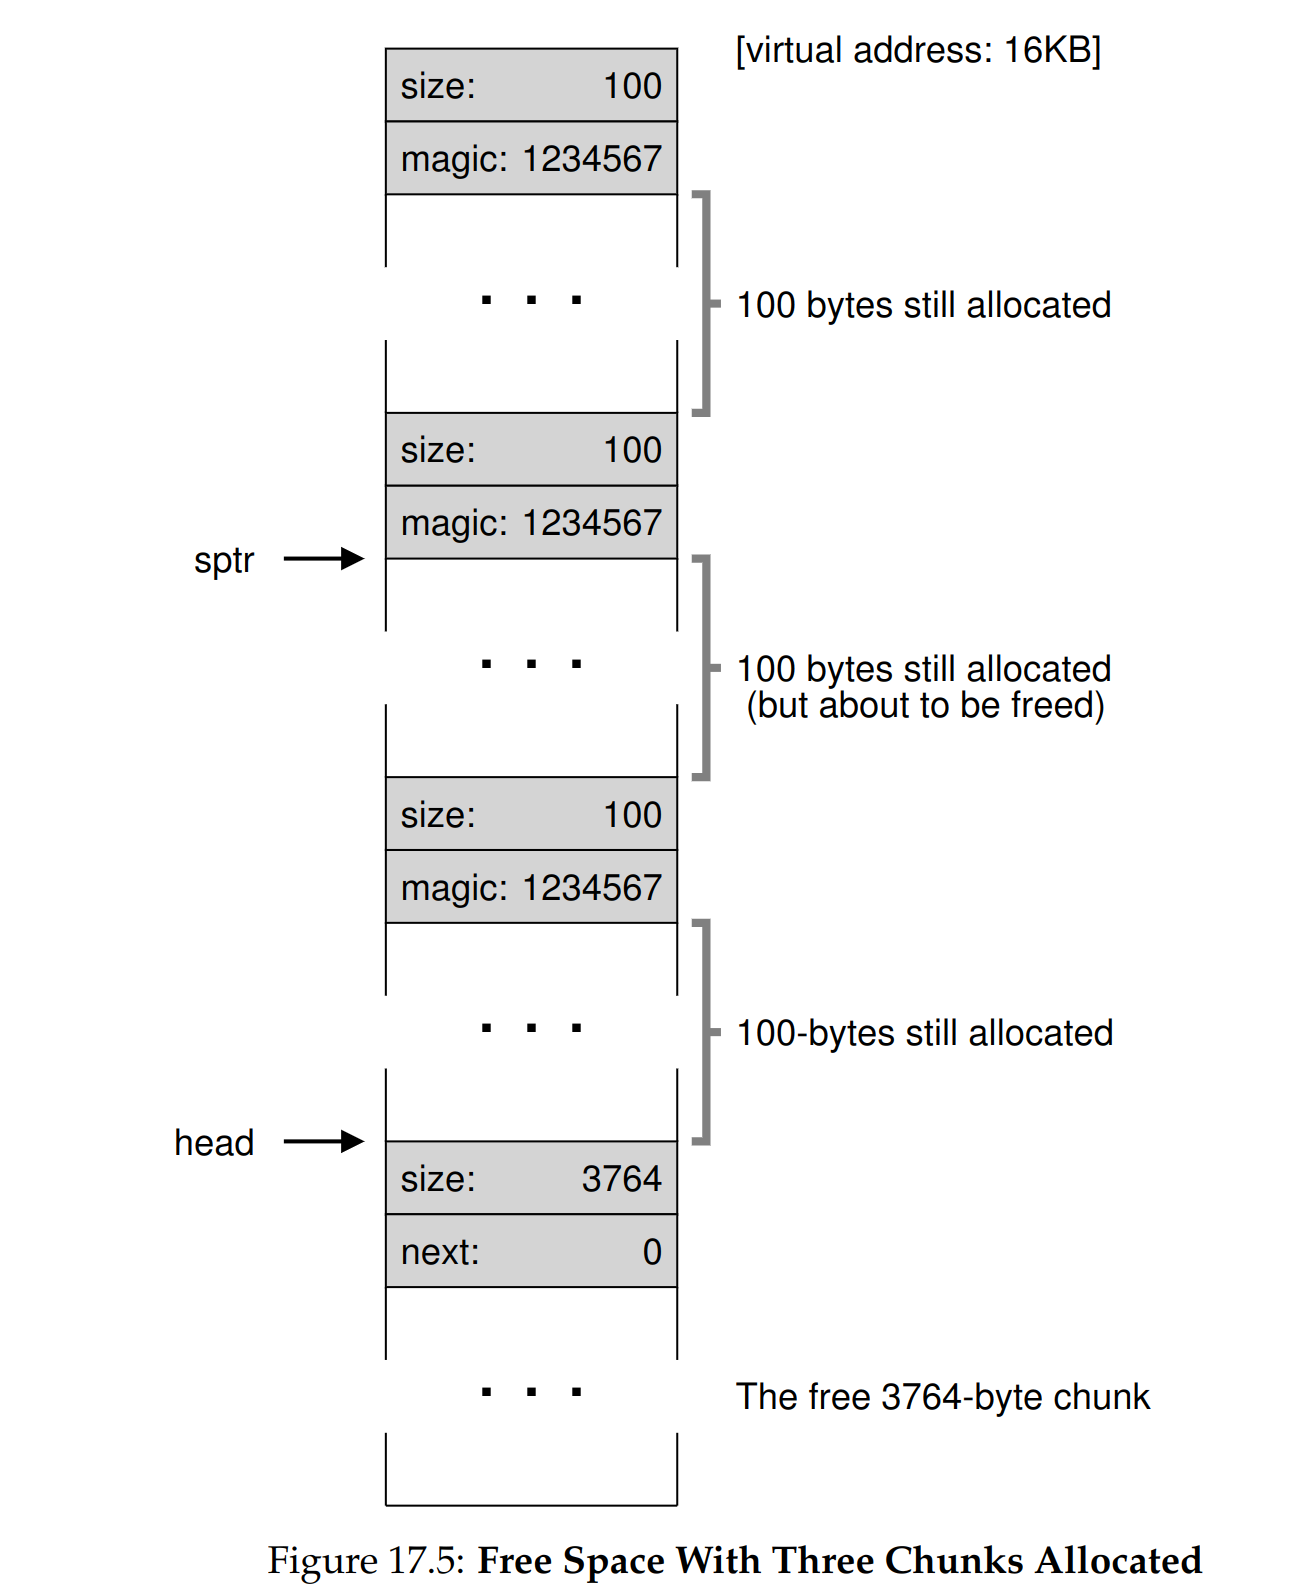 [virtual address: 16KB]
size: 100
magic: 1234567
. . .
100 bytes still allocated
size: 100
magic: 1234567
sptr
. . .
100 bytes still allocated
(but about to be freed)
size: 100
magic: 1234567
. . .
100-bytes still allocated
head
size: 3764
next: 0
. . .
The free 3764-byte chunk
Figure 17.5: Free Space With Three Chunks Allocated